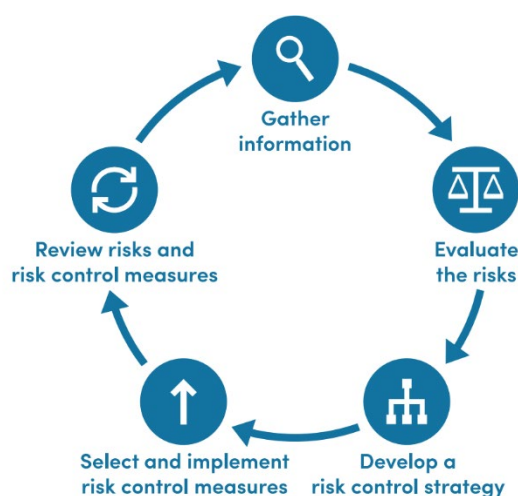 Gather
information
Evaluate
the risks
Develop a
risk control strategy
Select and implement
risk control measures
Review risks and
risk control measures